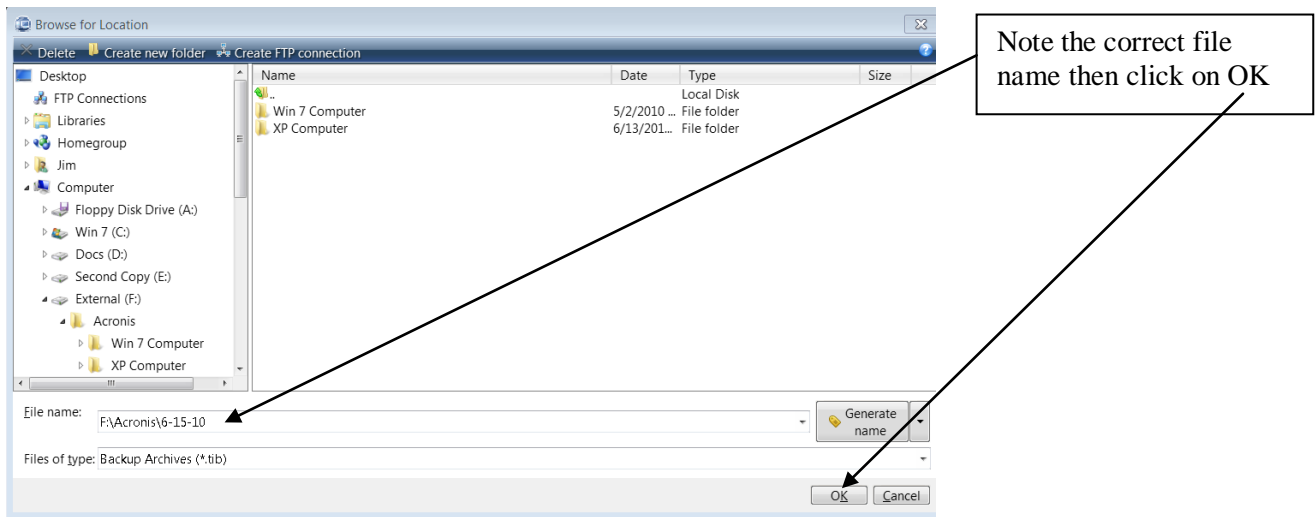 Browse for Location
Delete Create new folder Create FTP connection
Note the correct file
name then click on OK
Desktop
FTP Connections
Libraries
Homegroup
Jim
Computer
Floppy Disk Drive (A:)
Win 7 (C:)
Docs (D:)
Second Copy (E:)
External (F:)
Acronis
Win 7 Computer
XP Computer
Name Date Type Size
.. Local Disk
Win 7 Computer 5/2/2010 ... File folder
XP Computer 6/13/201... File folder
File name: F:\Acronis\6-15-10
Generate
name
Files of type: Backup Archives (*.tib)
OK Cancel